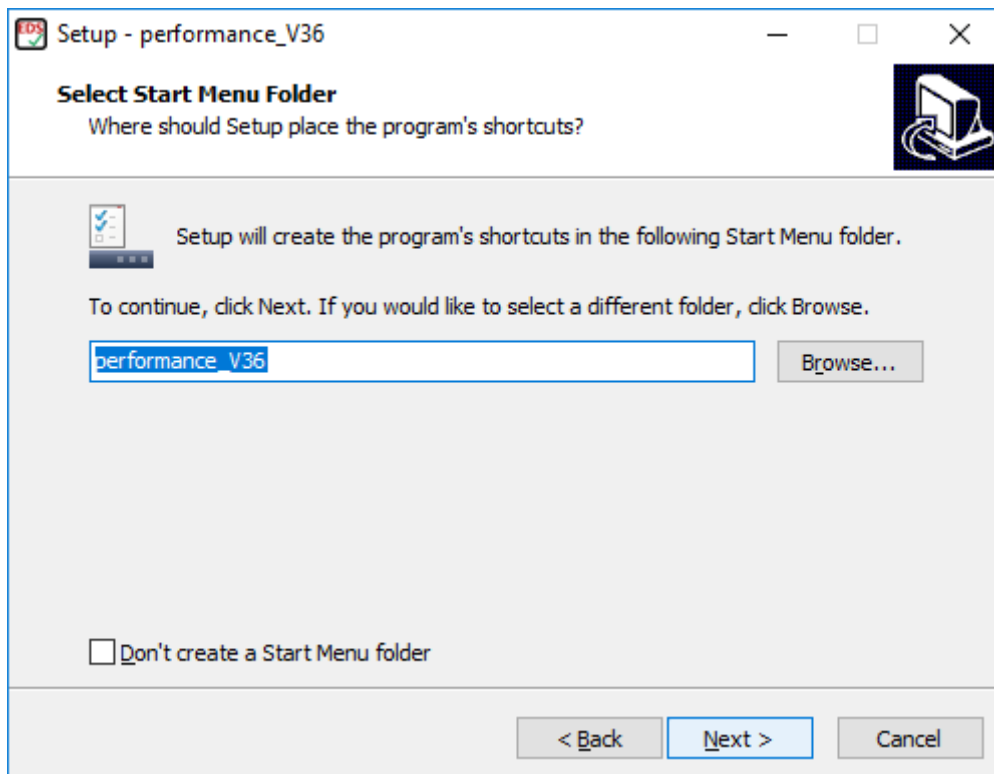 EDS Setup - performance_V36
Select Start Menu Folder
Where should Setup place the program's shortcuts?
Setup will create the program's shortcuts in the following Start Menu folder.
To continue, click Next. If you would like to select a different folder, click Browse.
performance_V36
Browse...
Don't create a Start Menu folder
< Back
Next >
Cancel